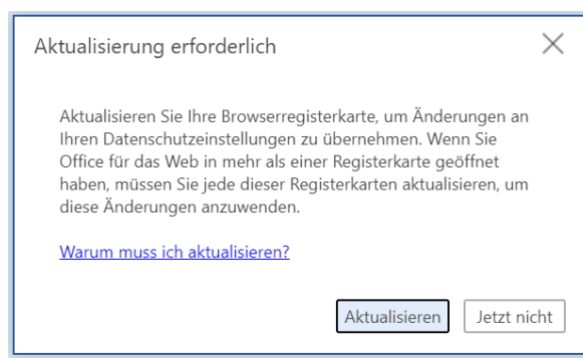 Aktualisierung erforderlich
Aktualisieren Sie Ihre Browserregisterkarte, um Änderungen an
Ihren Datenschutzeinstellungen zu übernehmen. Wenn Sie
Office für das Web in mehr als einer Registerkarte geöffnet
haben, müssen Sie jede dieser Registerkarten aktualisieren, um
diese Änderungen anzuwenden.
Warum muss ich aktualisieren?
Aktualisieren
Jetzt nicht